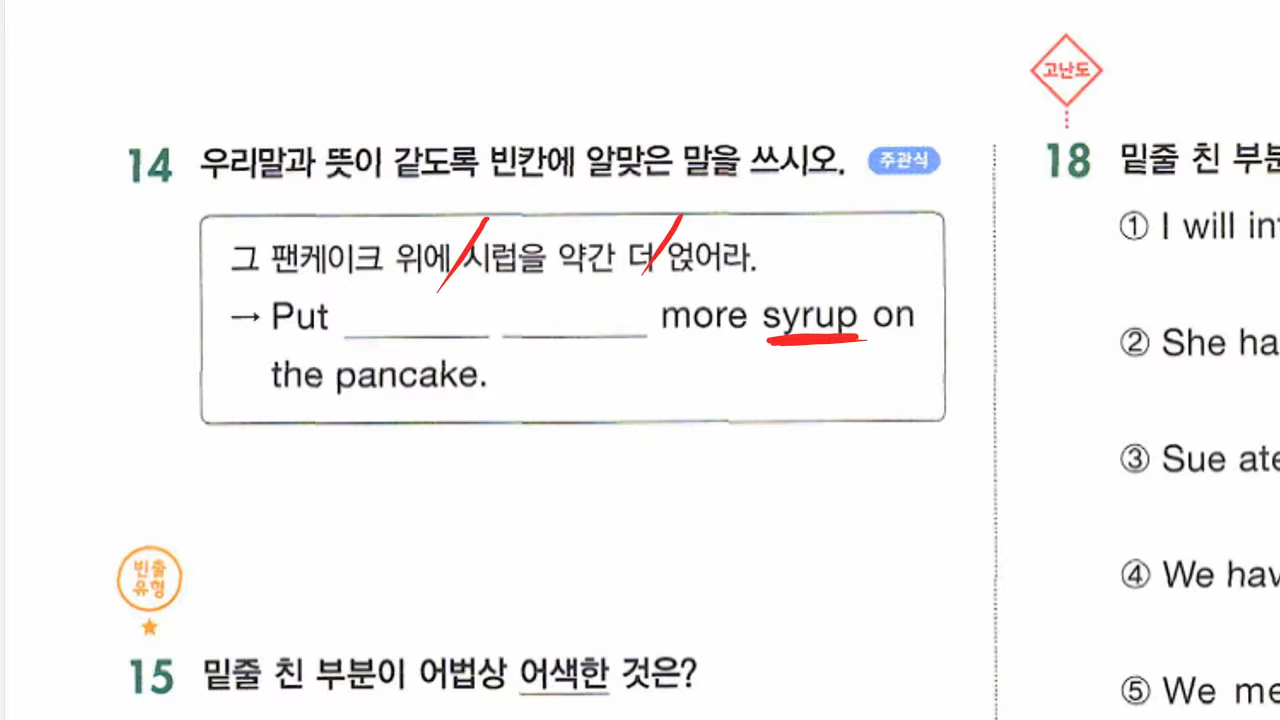 고난도
14 우리말과 뜻이 같도록 빈칸에 알맞은 말을 쓰시오. 주관식
그 팬케이크 위에 시럽을 약간 더 얹어라.
→ Put ________ ________ more syrup on
the pancake.
빈출
유형
15 밑줄 친 부분이 어법상 어색한 것은?
18 밑줄 친 부분
① I will int
② She ha
③ Sue ate
④ We hav
⑤ We me